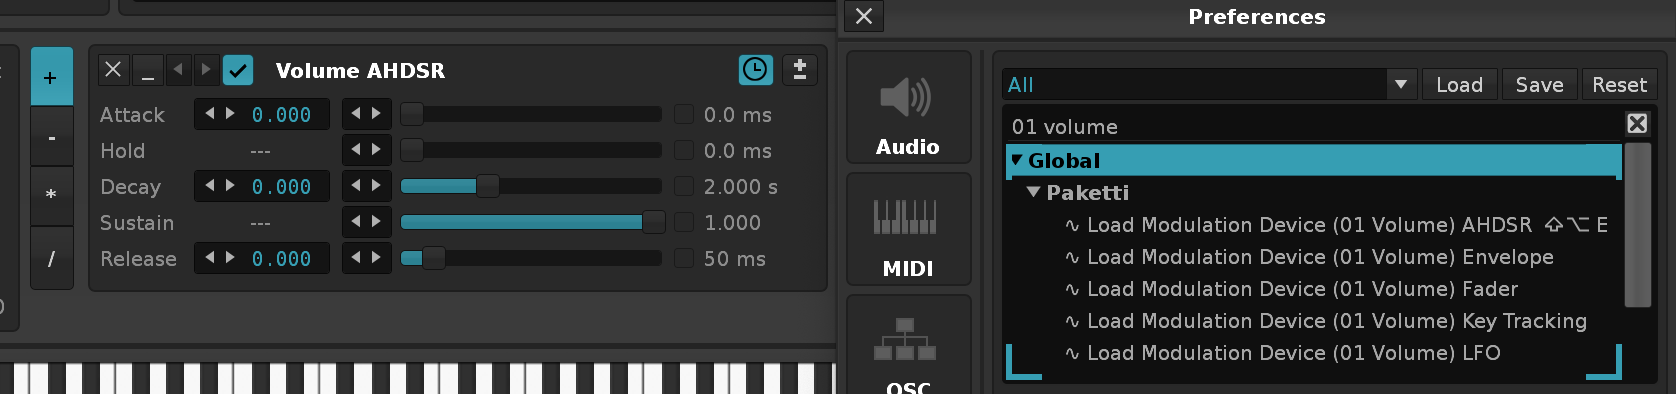 +
-
*
/
Volume AHDSR
Attack 0.000 0.0 ms
Hold --- 0.0 ms
Decay 0.000 2.000 s
Sustain --- 1.000
Release 0.000 50 ms
Preferences
Audio
MIDI
OSC
All Load Save Reset
01 volume
Global
Paketti
∿ Load Modulation Device (01 Volume) AHDSR ⇧⌥ E
∿ Load Modulation Device (01 Volume) Envelope
∿ Load Modulation Device (01 Volume) Fader
∿ Load Modulation Device (01 Volume) Key Tracking
∿ Load Modulation Device (01 Volume) LFO